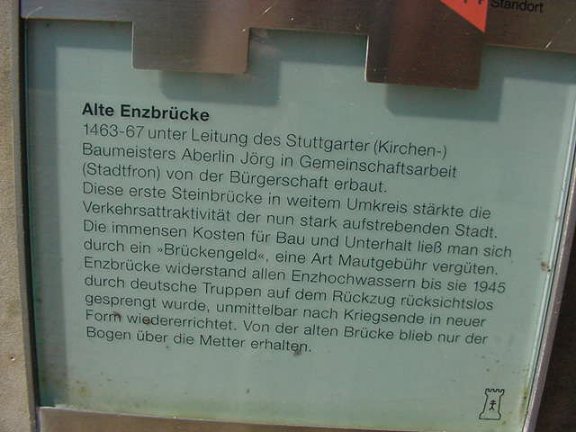 Standort
Alte Enzbrücke
1463-67 unter Leitung des Stuttgarter (Kirchen-)
Baumeisters Aberlin Jörg in Gemeinschaftsarbeit
(Stadtfron) von der Bürgerschaft erbaut.
Diese erste Steinbrücke in weitem Umkreis stärkte die
Verkehrsattraktivität der nun stark aufstrebenden Stadt.
Die immensen Kosten für Bau und Unterhalt ließ man sich
durch ein »Brückengeld«, eine Art Mautgebühr vergüten.
Enzbrücke widerstand allen Enzhochwassern bis sie 1945
durch deutsche Truppen auf dem Rückzug rücksichtslos
gesprengt wurde, unmittelbar nach Kriegsende in neuer
Form wiedererrichtet. Von der alten Brücke blieb nur der
Bogen über die Metter erhalten.